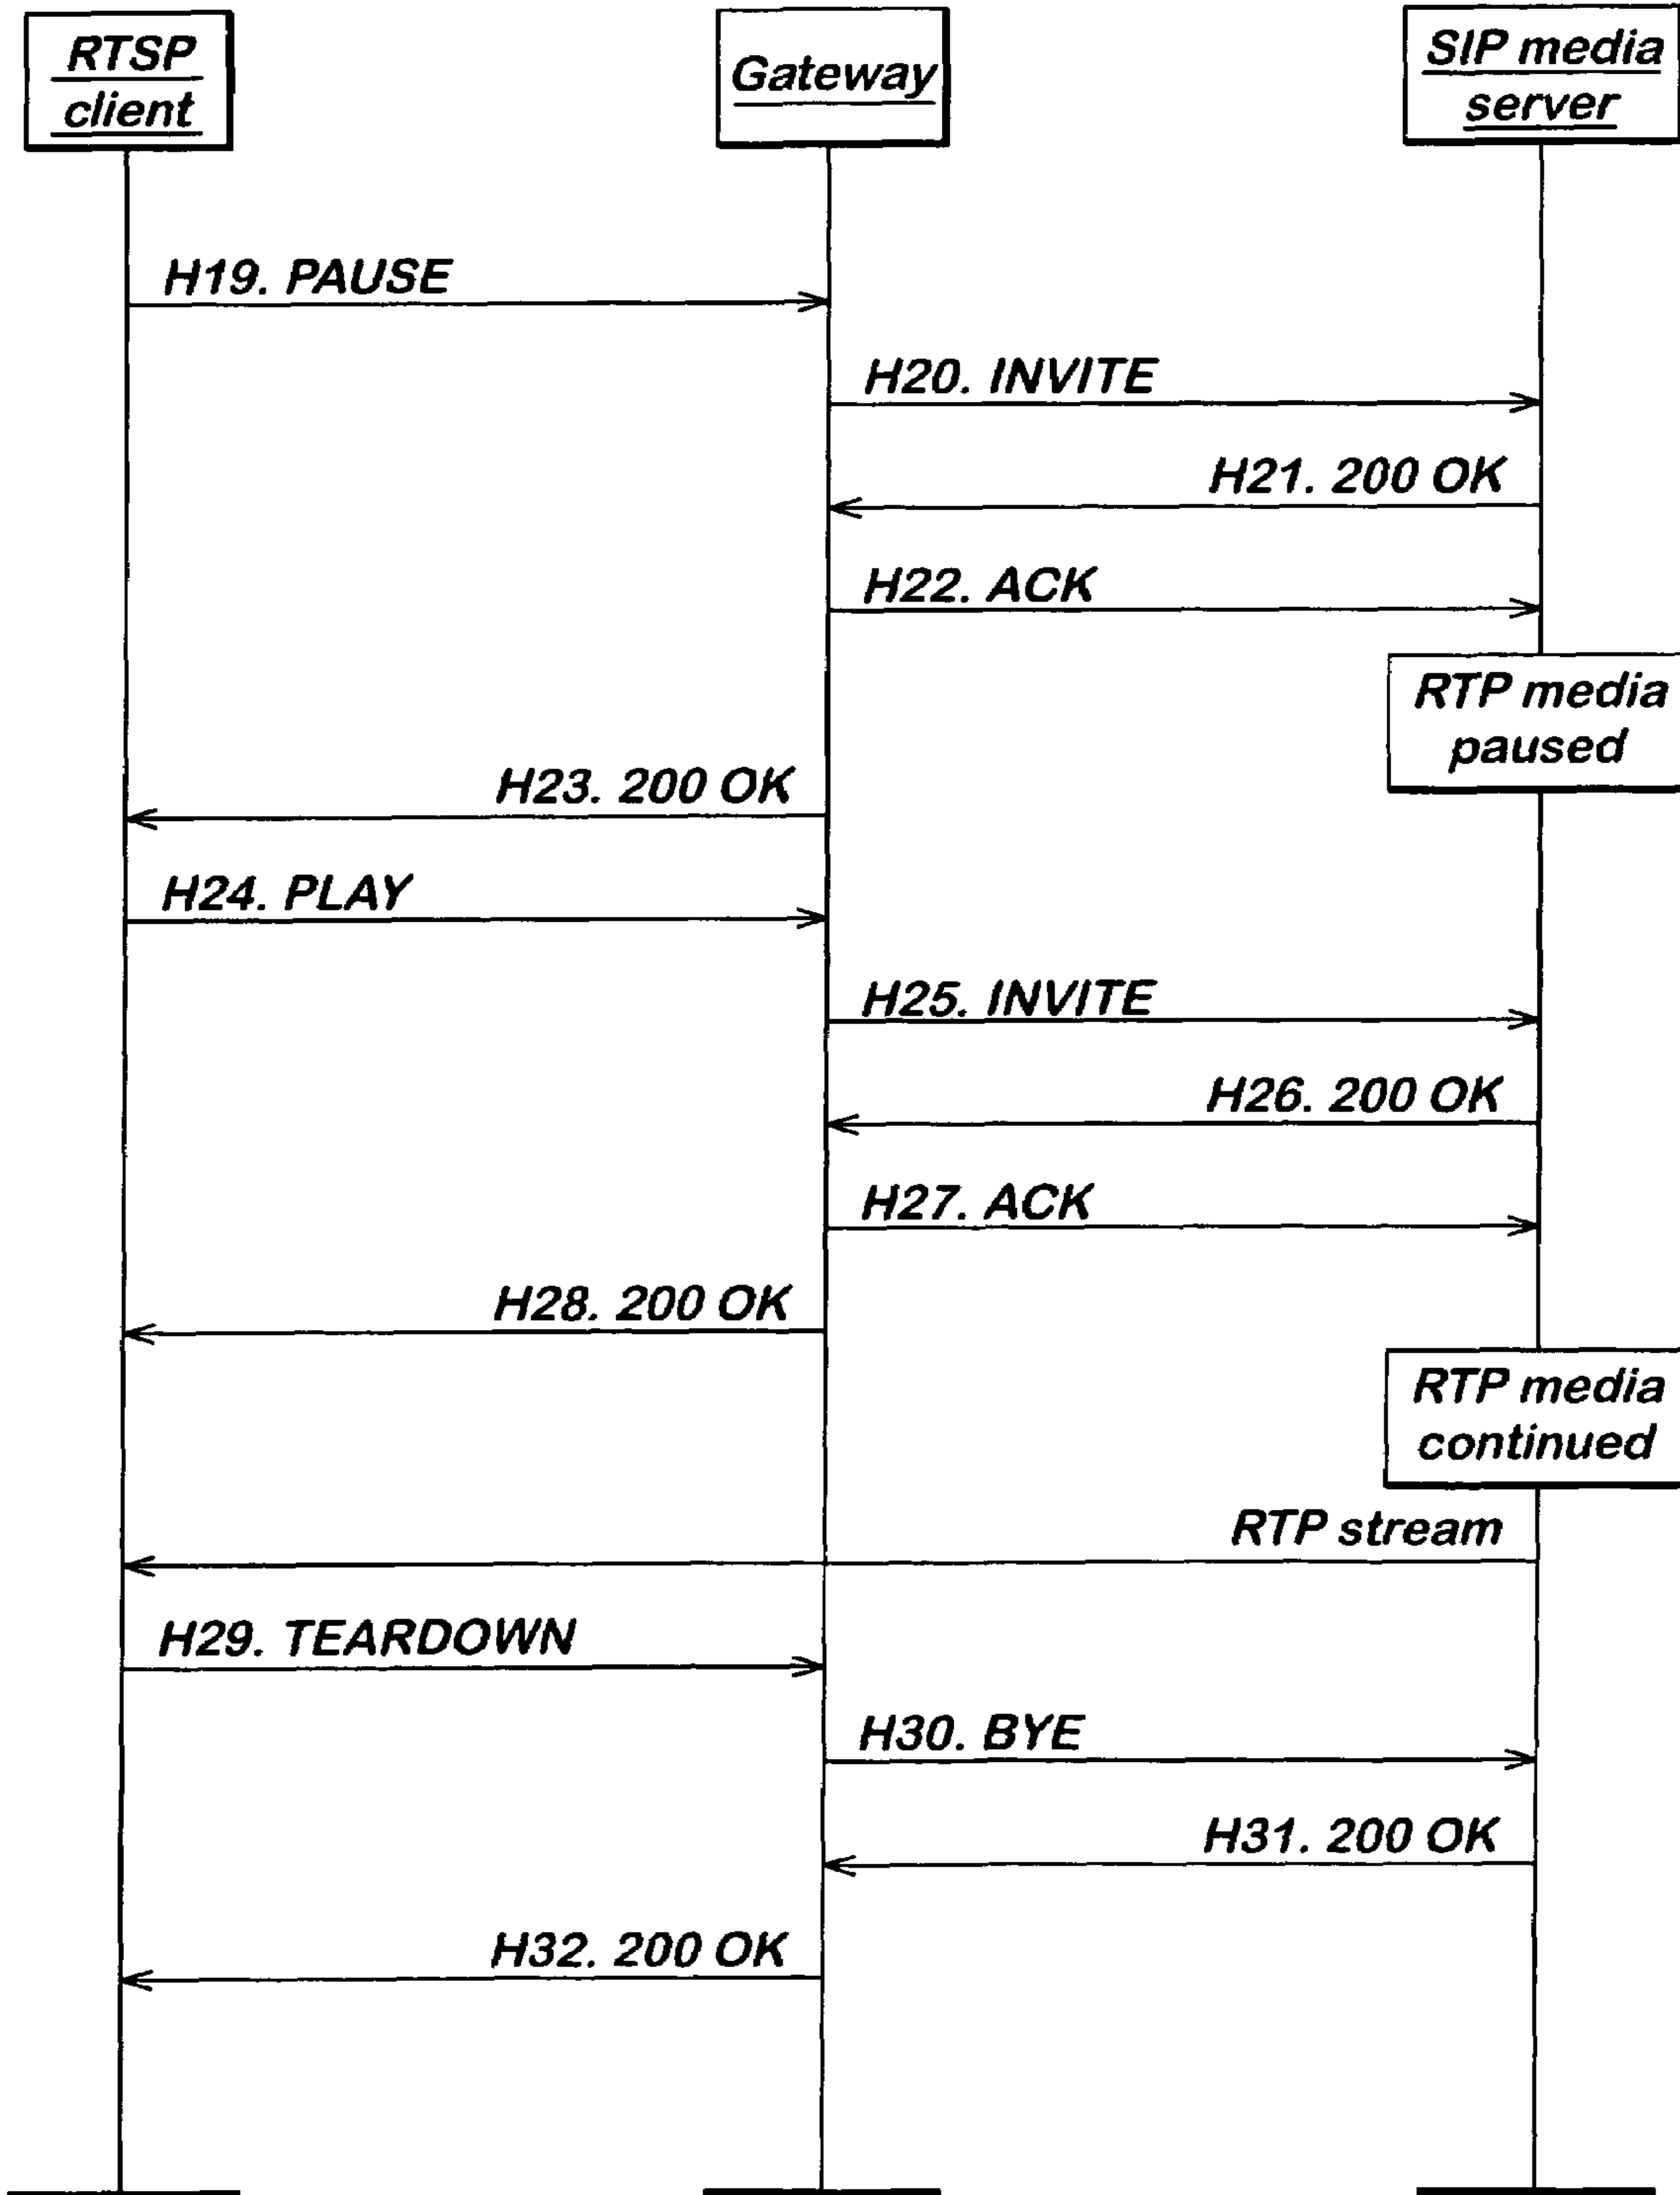 RTSP
client
Gateway
SIP media
server
H19. PAUSE
H20. INVITE
H21. 200 OK
H22. ACK
RTP media
paused
H23. 200 OK
H24. PLAY
H25. INVITE
H26. 200 OK
H27. ACK
H28. 200 OK
RTP media
continued
RTP stream
H29. TEARDOWN
H30. BYE
H31. 200 OK
H32. 200 OK